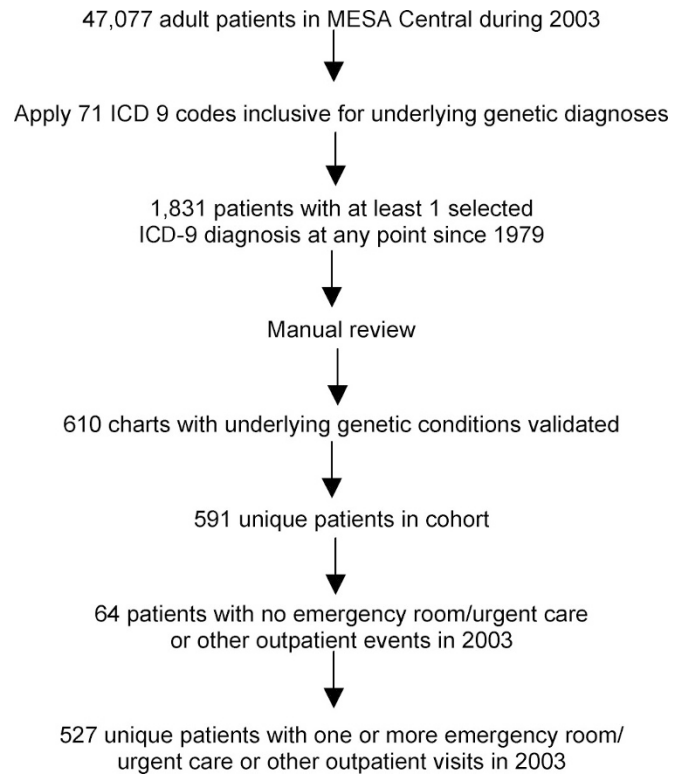 47,077 adult patients in MESA Central during 2003
Apply 71 ICD 9 codes inclusive for underlying genetic diagnoses
1,831 patients with at least 1 selected
ICD-9 diagnosis at any point since 1979
Manual review
610 charts with underlying genetic conditions validated
591 unique patients in cohort
64 patients with no emergency room/urgent care
or other outpatient events in 2003
527 unique patients with one or more emergency room/
urgent care or other outpatient visits in 2003